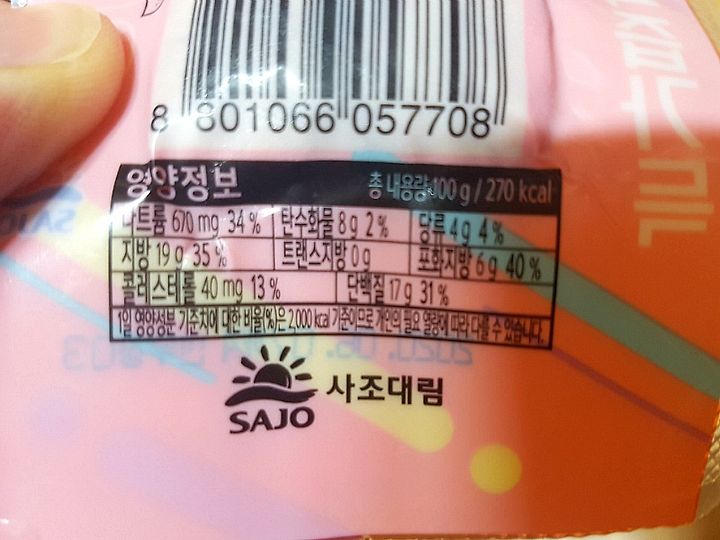 8 801066 057708
영양정보 총 내용량 100 g / 270 kcal
나트륨 670 mg 34 % 탄수화물 8 g 2 % 당류 4 g 4 %
지방 19 g 35 % 트랜스지방 0 g 포화지방 6 g 40 %
콜레스테롤 40 mg 13 % 단백질 17 g 31 %
1일 영양성분 기준치에 대한 비율(%)은 2,000 kcal 기준이므로 개인의 필요 열량에 따라 다를 수 있습니다.
SAJO 사조대림